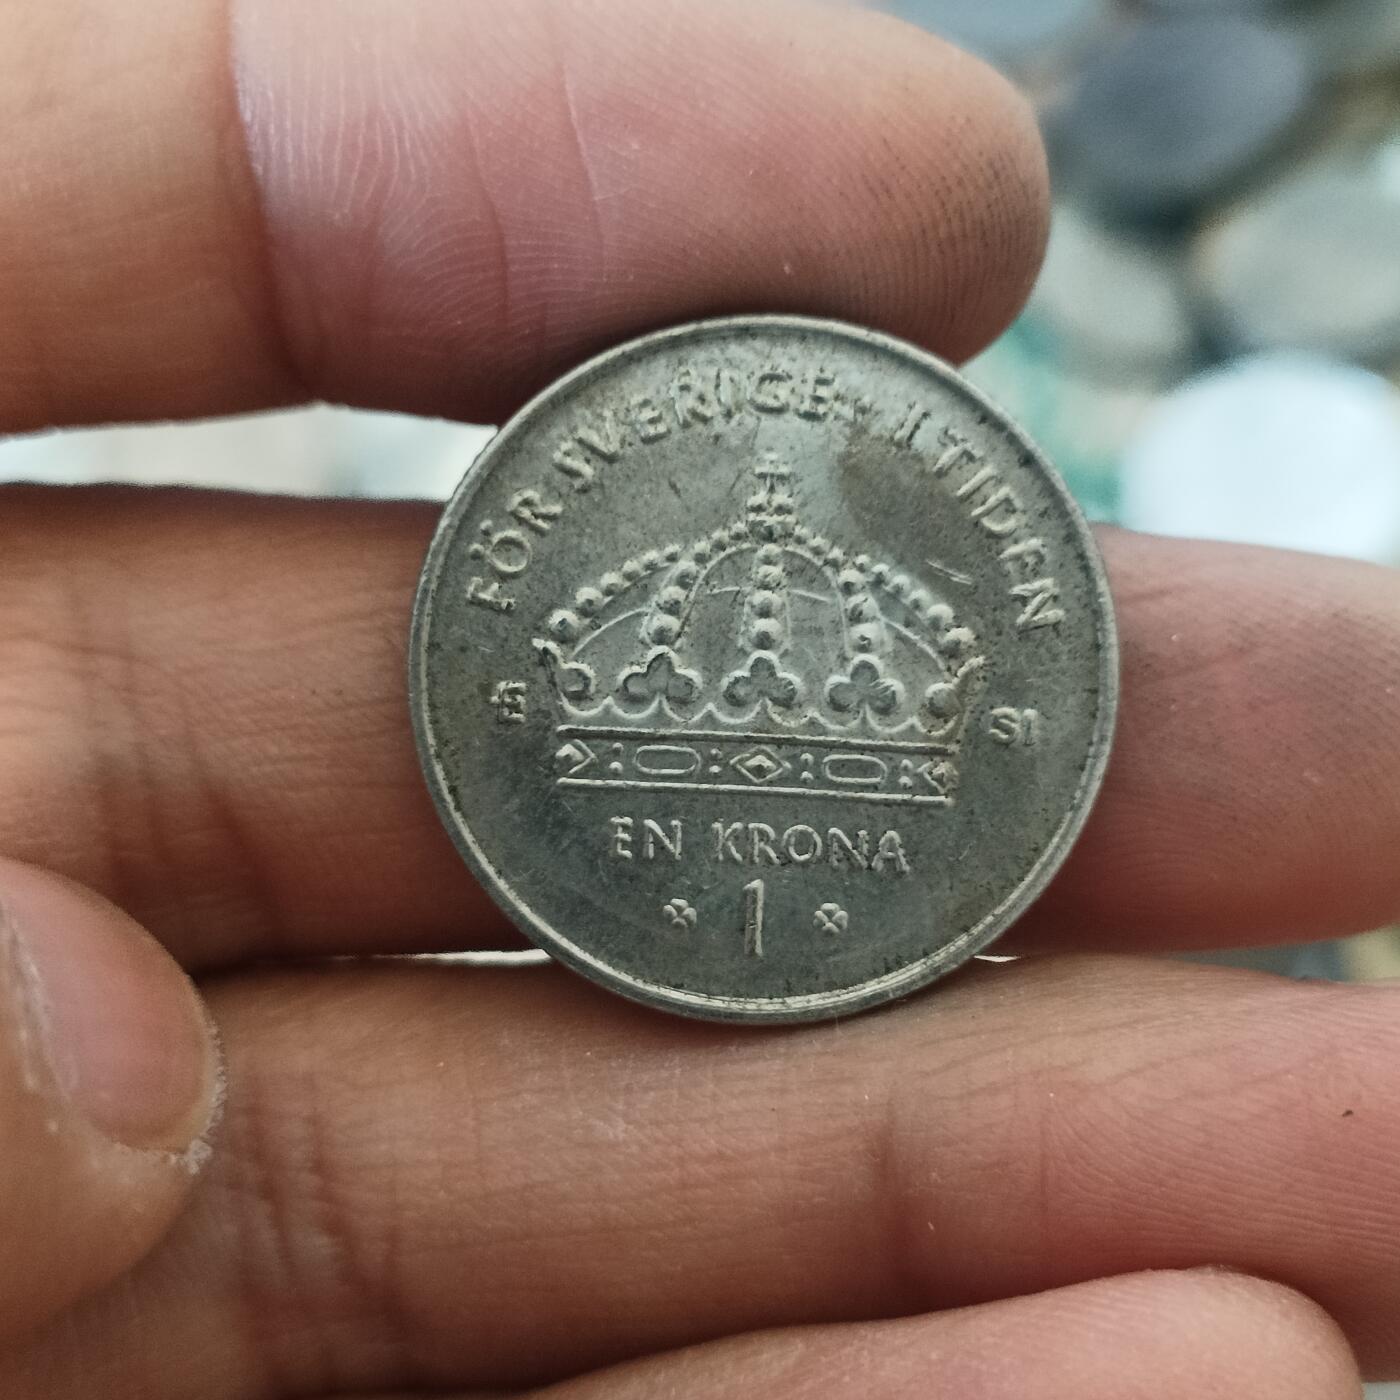 FÖR SVERIGE I TIDEN
SI
EN KRONA
1